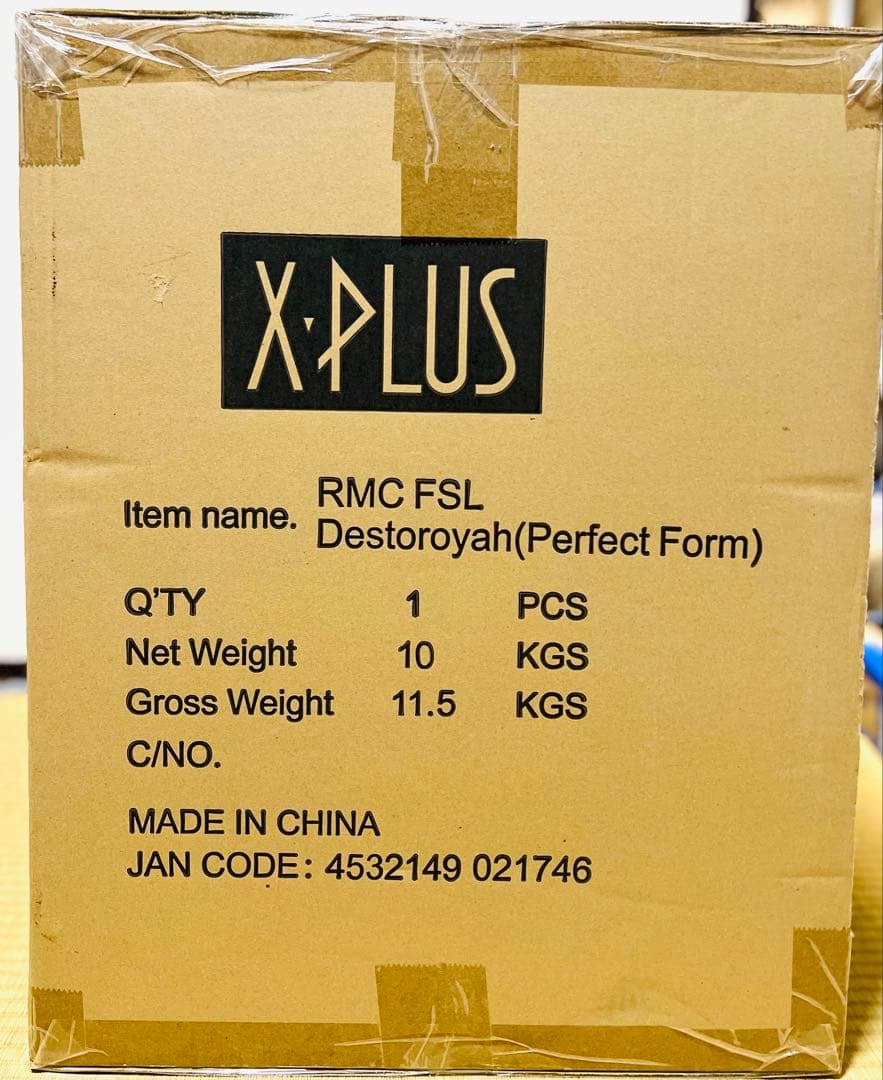 X·PLUS
Item name. RMC FSL
Destoroyah(Perfect Form)
Q'TY 1 PCS
Net Weight 10 KGS
Gross Weight 11.5 KGS
C/NO.
MADE IN CHINA
JAN CODE: 4532149 021746